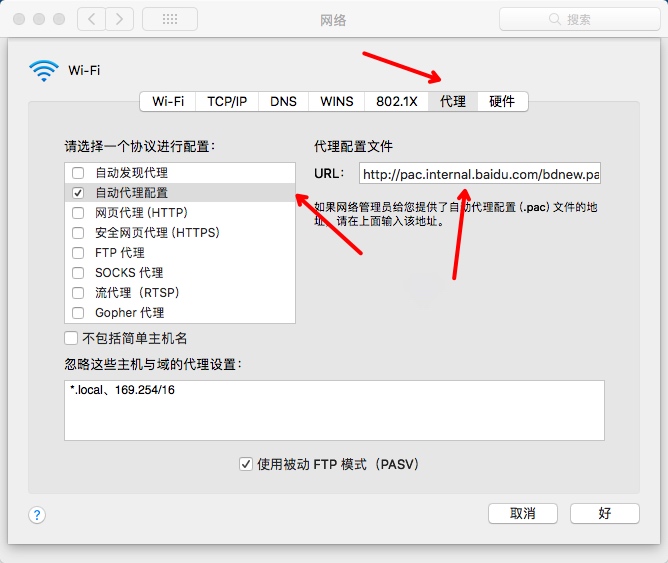 网络
搜索
Wi-Fi
Wi-Fi
TCP/IP
DNS
WINS
802.1X
代理
硬件
请选择一个协议进行配置：
自动发现代理
自动代理配置
网页代理 (HTTP)
安全网页代理 (HTTPS)
FTP 代理
SOCKS 代理
流代理（RTSP）
Gopher 代理
代理配置文件
URL：
http://pac.internal.baidu.com/bdnew.pa
如果网络管理员给您提供了自动代理配置 (.pac) 文件的地
址，请在上面输入该地址。
不包括简单主机名
忽略这些主机与域的代理设置：
*.local、169.254/16
使用被动 FTP 模式（PASV）
?
取消
好